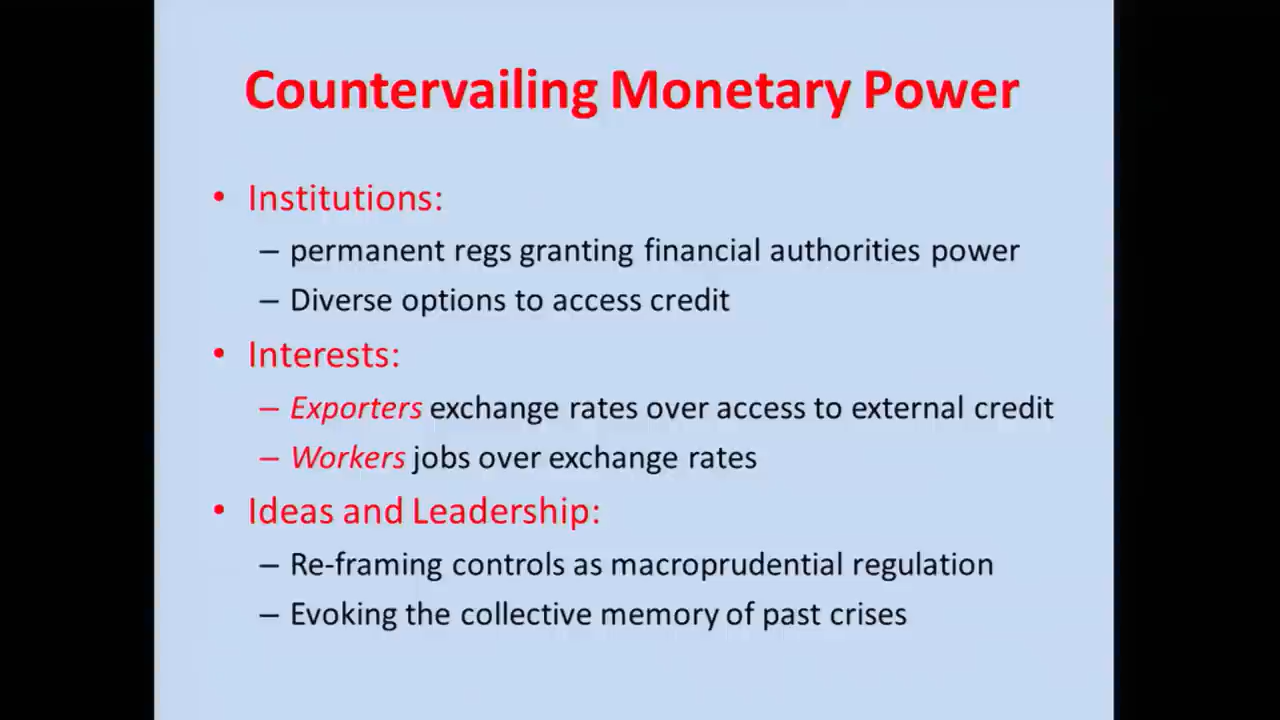 Countervailing Monetary Power
• Institutions:
– permanent regs granting financial authorities power
– Diverse options to access credit
• Interests:
– Exporters exchange rates over access to external credit
– Workers jobs over exchange rates
• Ideas and Leadership:
– Re-framing controls as macroprudential regulation
– Evoking the collective memory of past crises